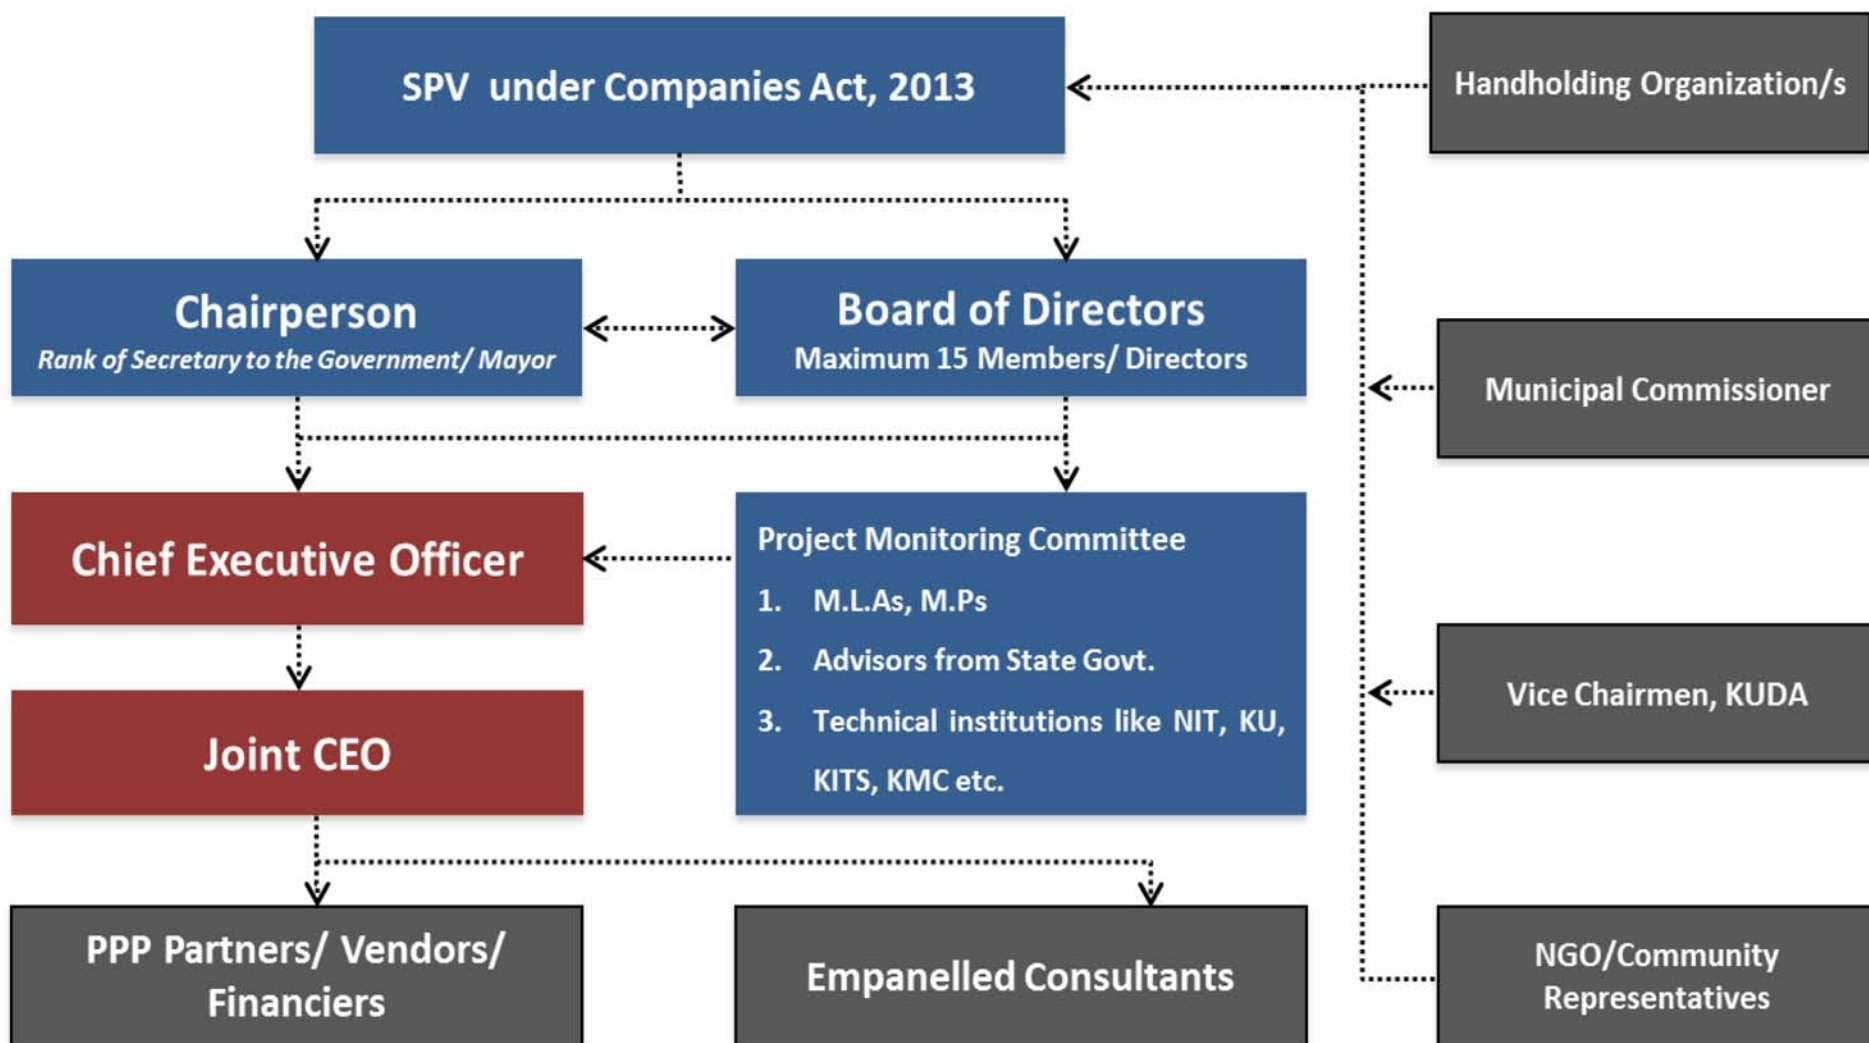 SPV under Companies Act, 2013
Handholding Organization/s
Chairperson
Rank of Secretary to the Government/ Mayor
Board of Directors
Maximum 15 Members/ Directors
Municipal Commissioner
Chief Executive Officer
Project Monitoring Committee
1. M.L.As, M.Ps
2. Advisors from State Govt.
3. Technical institutions like NIT, KU,
KITS, KMC etc.
Vice Chairmen, KUDA
Joint CEO
PPP Partners/ Vendors/
Financiers
Empanelled Consultants
NGO/Community
Representatives